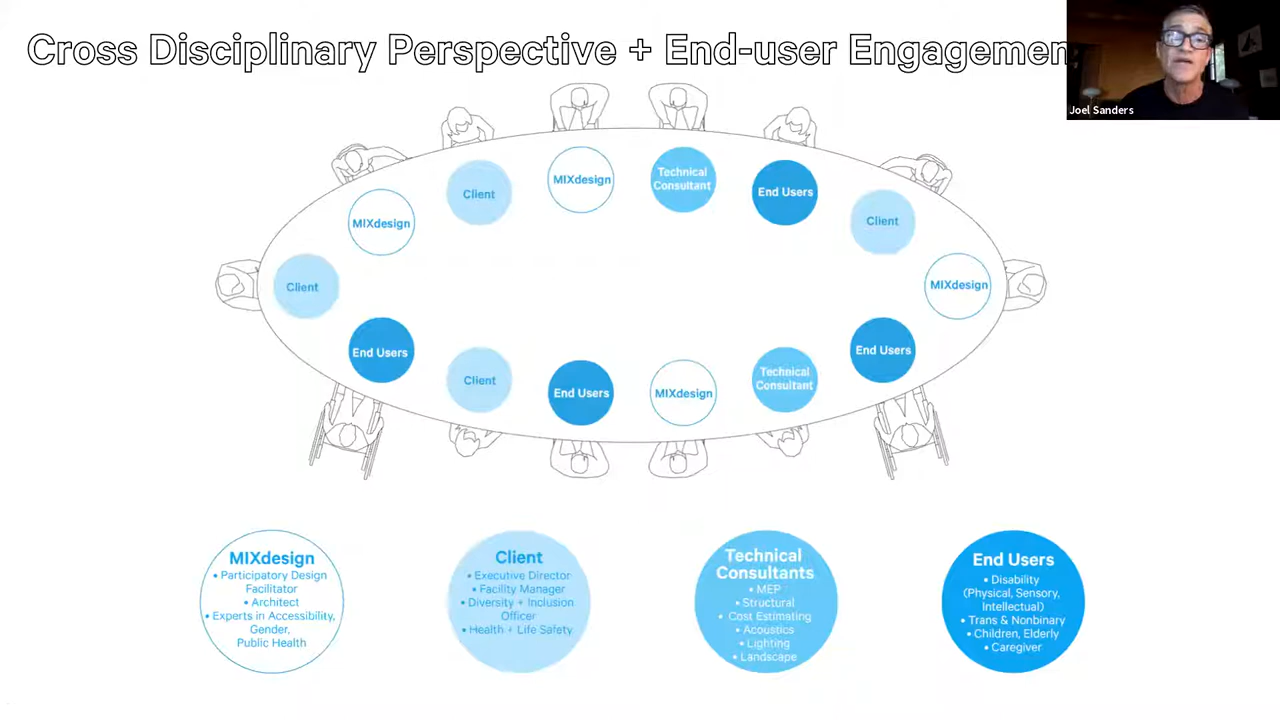 Cross Disciplinary Perspective + End-user Engagemen
Joel Sanders
MIXdesign
Client
MIXdesign
Technical
Consultant
End Users
Client
Client
MIXdesign
End Users
Client
End Users
MIXdesign
Technical
Consultant
End Users
MIXdesign
• Participatory Design
Facilitator
• Architect
• Experts in Accessibility,
Gender,
Public Health
Client
• Executive Director
• Facility Manager
• Diversity + Inclusion
Officer
• Health + Life Safety
Technical
Consultants
• MEP
• Structural
• Cost Estimating
• Acoustics
• Lighting
• Landscape
End Users
• Disability
(Physical, Sensory,
Intellectual)
• Trans & Nonbinary
• Children, Elderly
• Caregiver